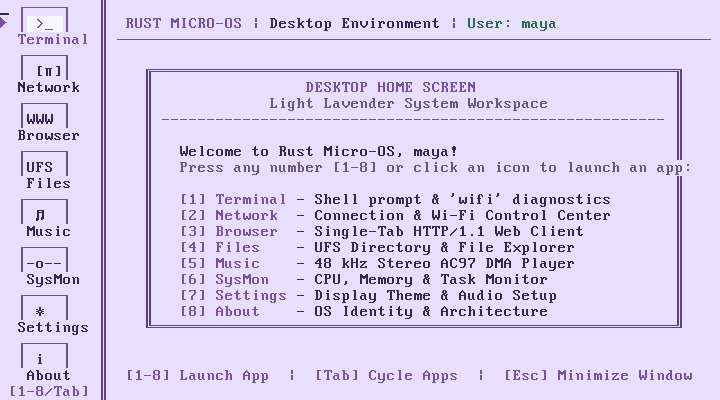 >_
Terminal
[π]
Network
WWW
Browser
UFS
Files
♫
Music
-o--
SysMon
*
Settings
i
About
[1-8/Tab]
RUST MICRO-OS | Desktop Environment | User: maya
DESKTOP HOME SCREEN
Light Lavender System Workspace
Welcome to Rust Micro-OS, maya!
Press any number [1-8] or click an icon to launch an app:
[1] Terminal - Shell prompt & 'wifi' diagnostics
[2] Network - Connection & Wi-Fi Control Center
[3] Browser - Single-Tab HTTP/1.1 Web Client
[4] Files - UFS Directory & File Explorer
[5] Music - 48 kHz Stereo AC97 DMA Player
[6] SysMon - CPU, Memory & Task Monitor
[7] Settings - Display Theme & Audio Setup
[8] About - OS Identity & Architecture
[1-8] Launch App | [Tab] Cycle Apps | [Esc] Minimize Window